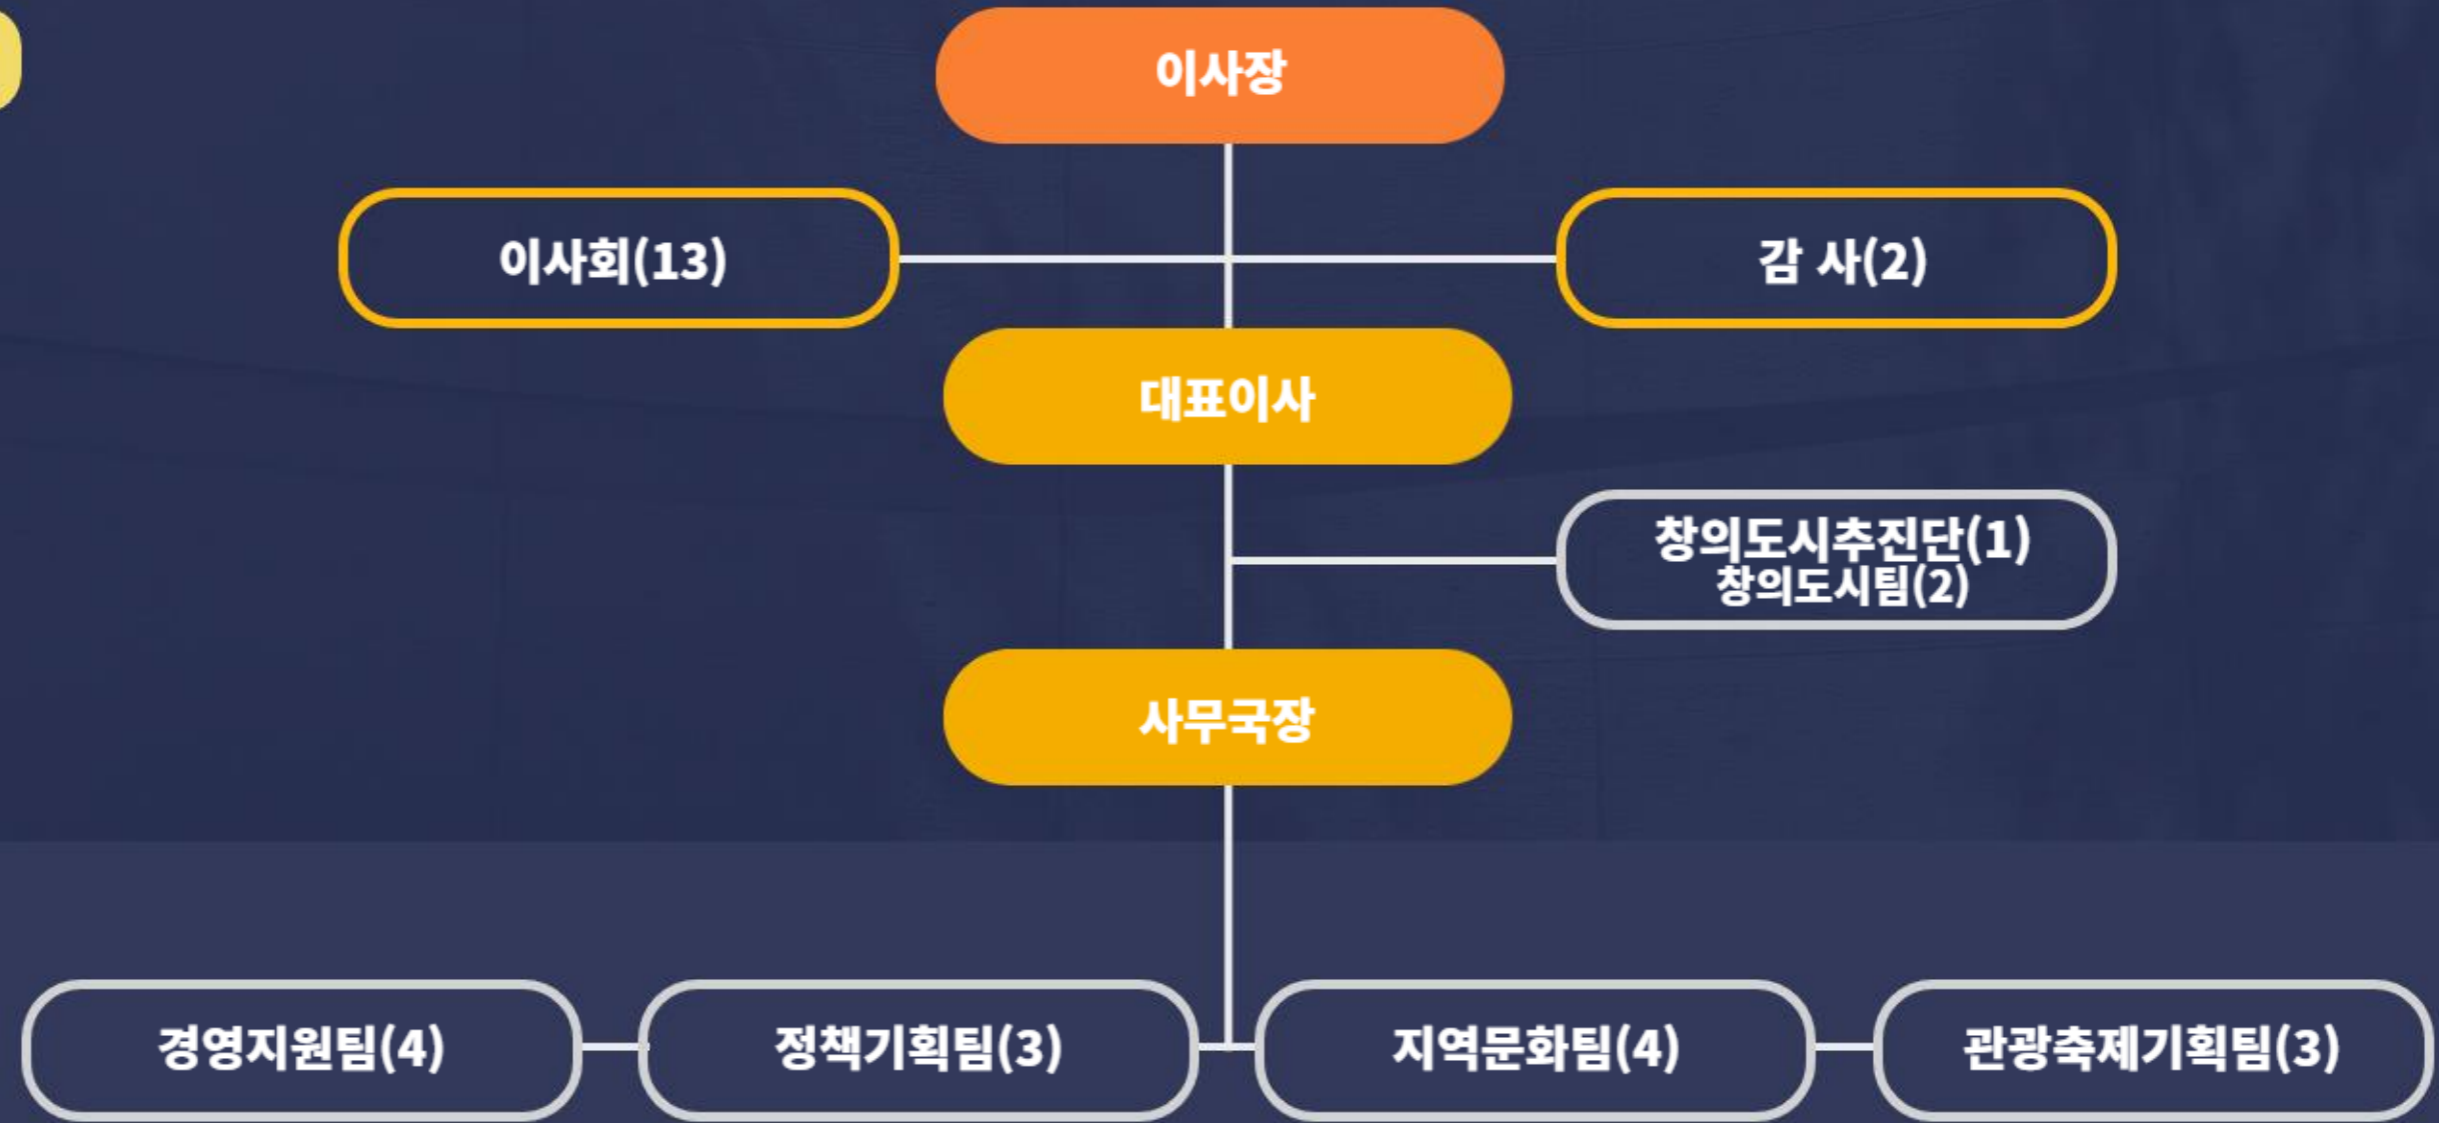 이사장
이사회(13)
감 사(2)
대표이사
창의도시추진단(1)
창의도시팀(2)
사무국장
경영지원팀(4)
정책기획팀(3)
지역문화팀(4)
관광축제기획팀(3)